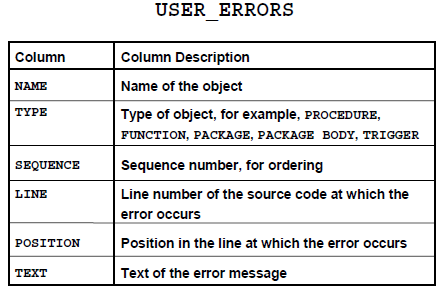 USER_ERRORS
Column Column Description
NAME Name of the object
TYPE Type of object, for example, PROCEDURE,
FUNCTION, PACKAGE, PACKAGE BODY, TRIGGER
SEQUENCE Sequence number, for ordering
LINE Line number of the source code at which the
error occurs
POSITION Position in the line at which the error occurs
TEXT Text of the error message